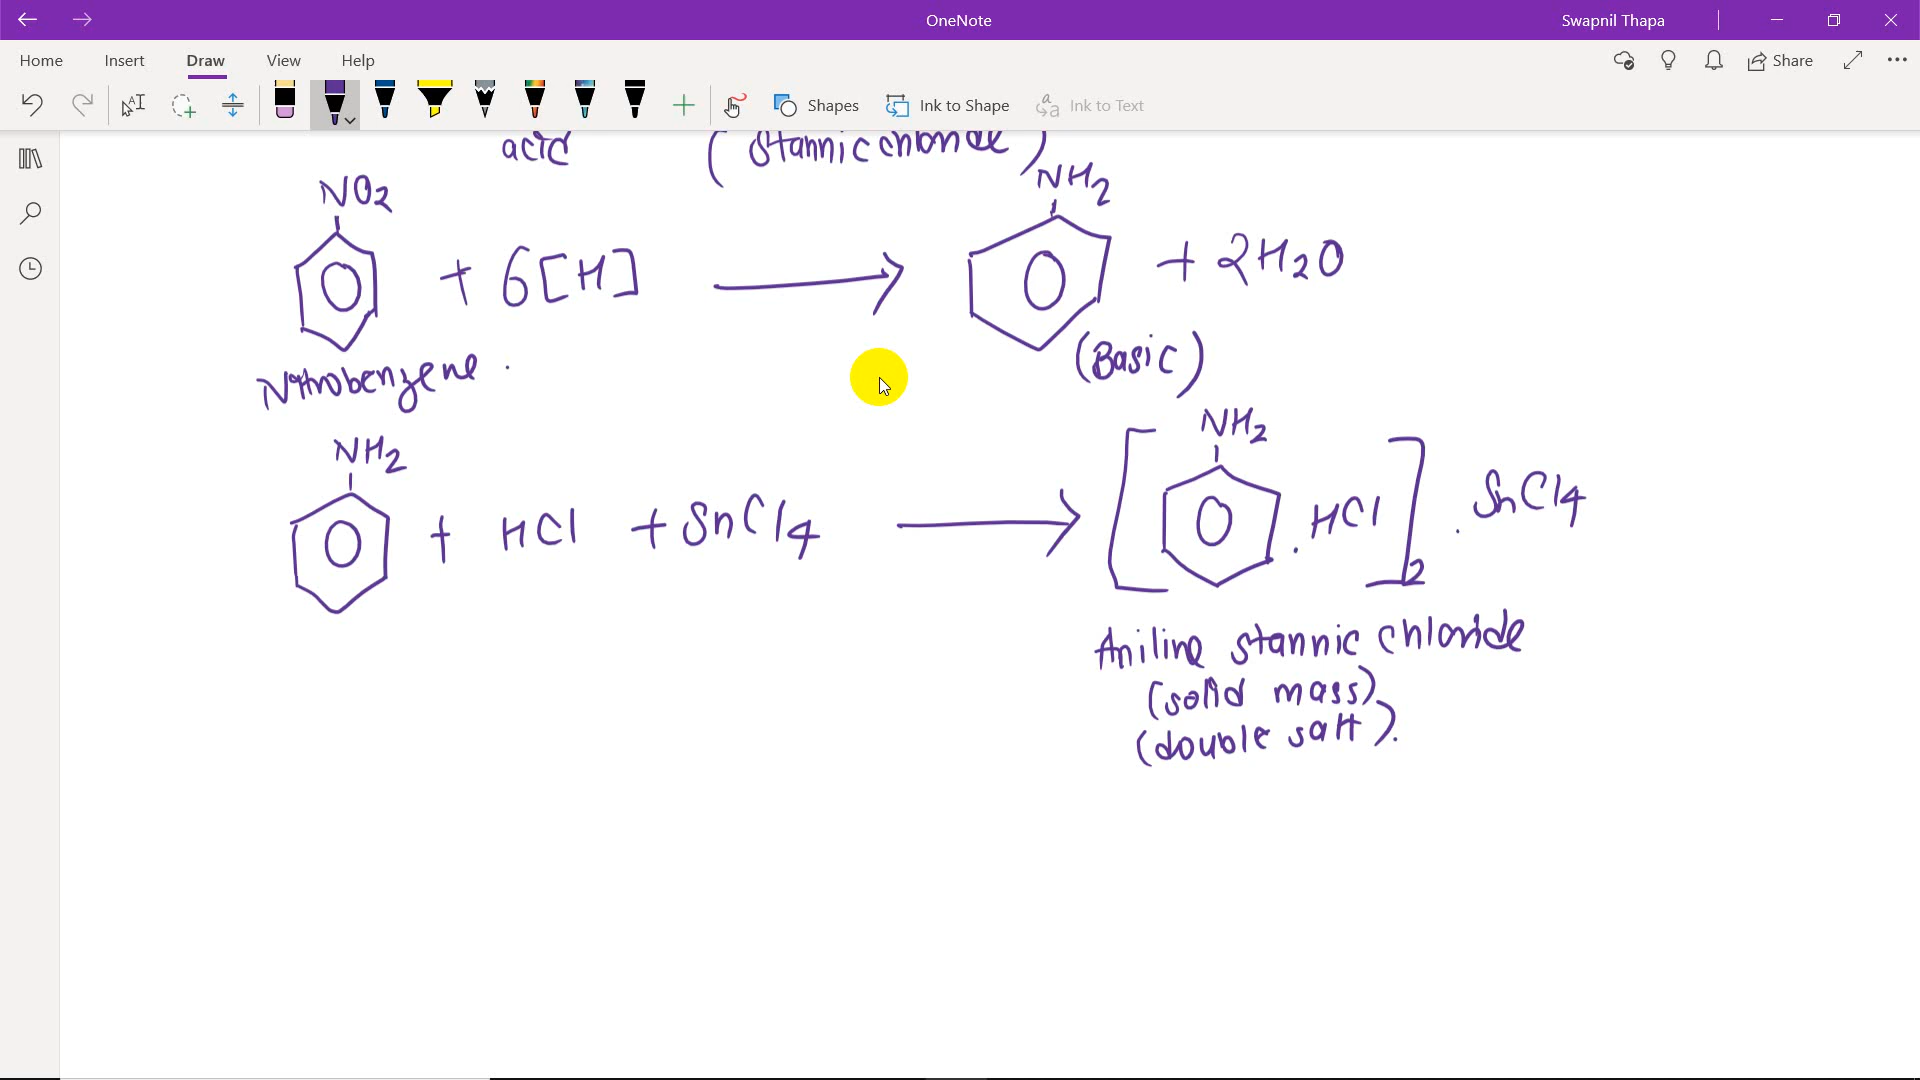 OneNote
Swapnil Thapa
Home Insert Draw View Help
Share
Shapes Ink to Shape Ink to Text
acid (Stannic chloride)
NO2 NH2
+ 6[H] + 2H2O
(Basic)
Nitrobenzene .
NH2 NH2
+ HCl + SnCl4 [ . HCl ]2 . SnCl4
Aniline stannic chloride
(solid mass)
(double salt).